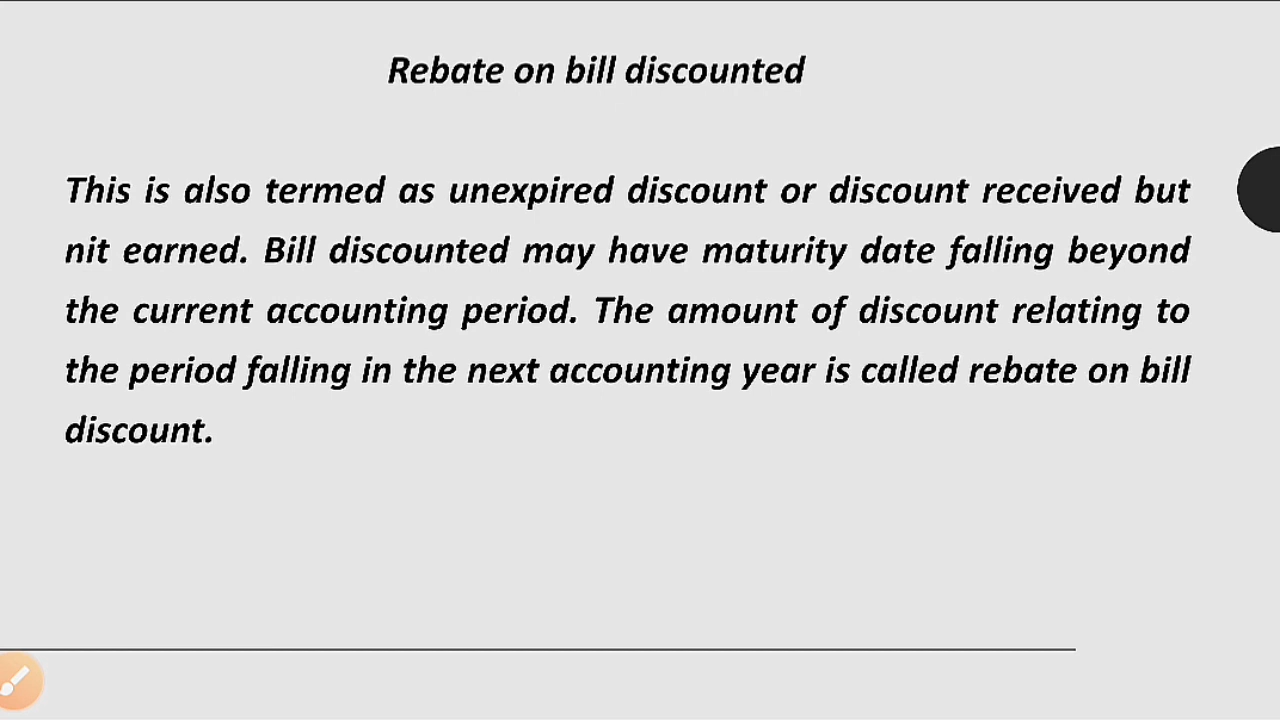 Rebate on bill discounted
This is also termed as unexpired discount or discount received but
nit earned. Bill discounted may have maturity date falling beyond
the current accounting period. The amount of discount relating to
the period falling in the next accounting year is called rebate on bill
discount.